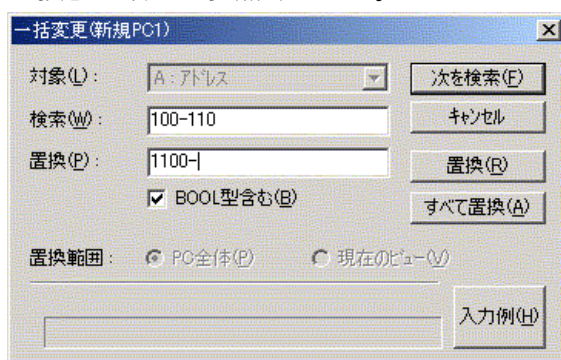 一括変更(新規PC1)
対象(L)：
A：アドレス
次を検索(F)
検索(W)：
100-110
キャンセル
置換(P)：
1100-
置換(R)
BOOL型含む(B)
すべて置換(A)
置換範囲：
PC全体(P)
現在のビュー(V)
入力例(H)